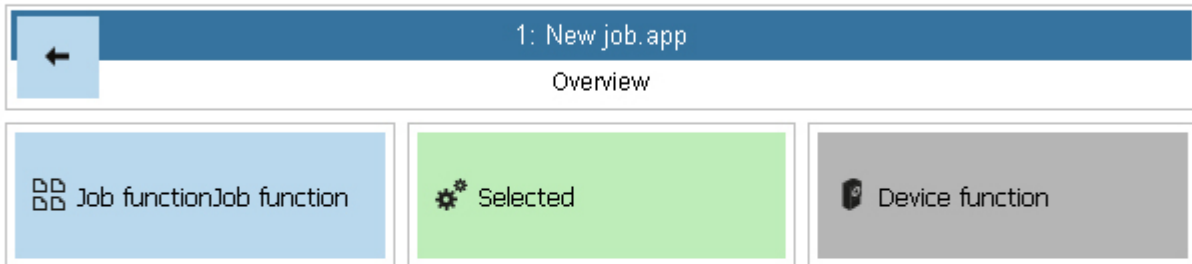 1: New job.app
Overview
Job functionJob function
Selected
Device function